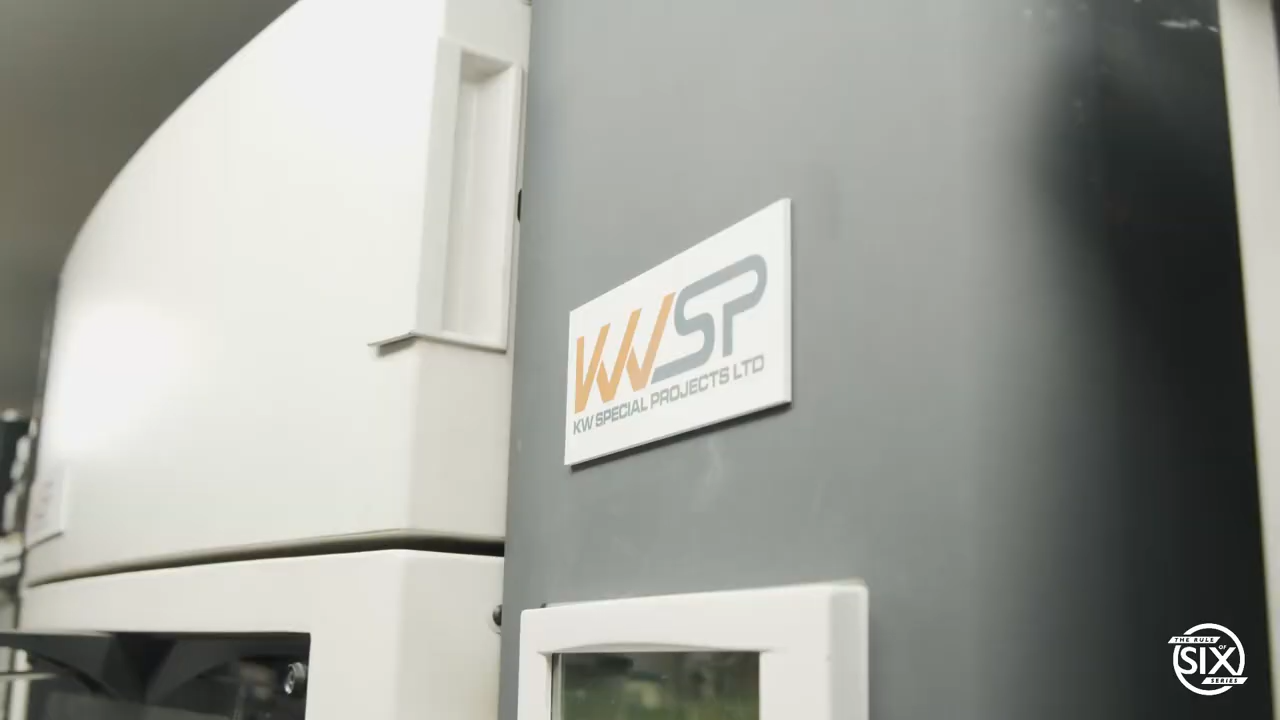 KWSP
KW SPECIAL PROJECTS LTD
THE RULE
OF
SIX
SERIES